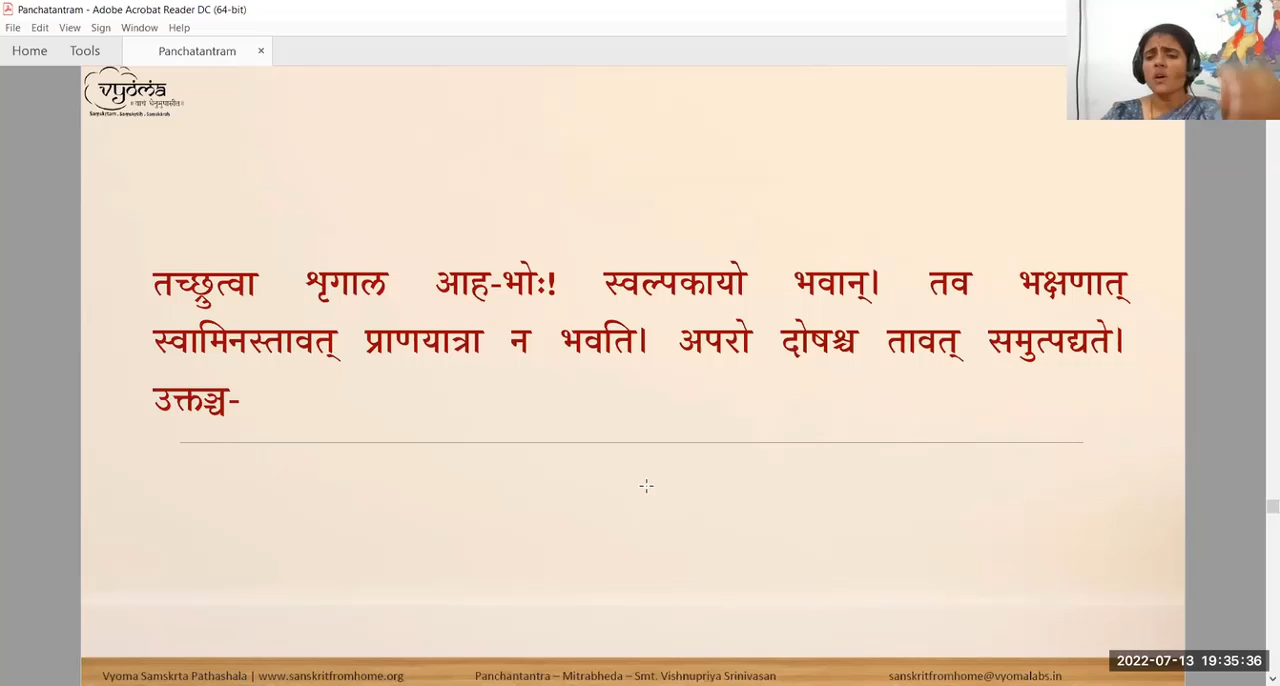 Panchatantram - Adobe Acrobat Reader DC (64-bit)
File Edit View Sign Window Help
Home Tools Panchatantram ×
vyoma
॥ वाचं धेनुमुपासीत॥
Samskrtam . Samskrtih . Samskarah
तच्छ्रुत्वा शृगाल आह-भोः! स्वल्पकायो भवान्। तव भक्षणात्
स्वामिनस्तावत् प्राणयात्रा न भवति। अपरो दोषश्च तावत् समुत्पद्यते।
उक्तञ्च-
2022-07-13 19:35:36
Vyoma Samskrta Pathashala | www.sanskritfromhome.org Panchantantra – Mitrabheda – Smt. Vishnupriya Srinivasan sanskritfromhome@vyomalabs.in